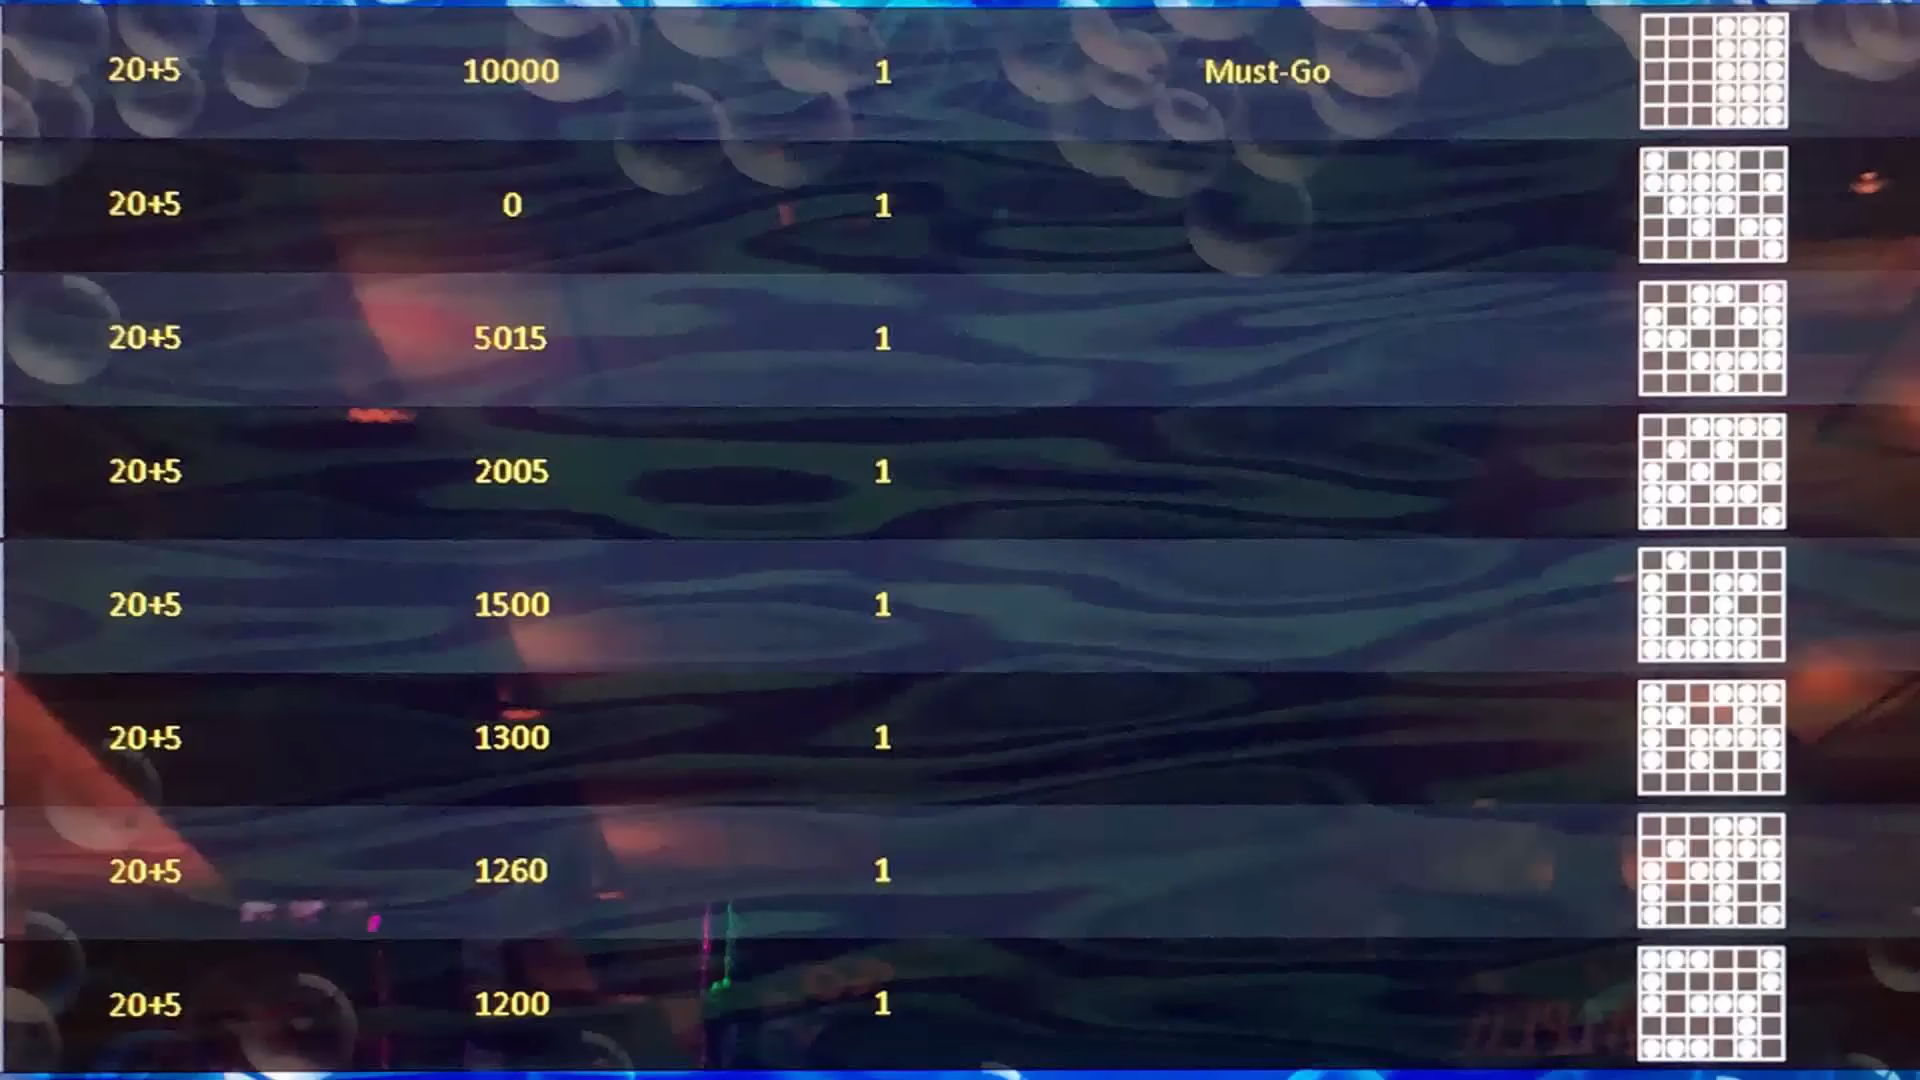 20+5 10000 1 Must-Go
20+5 0 1
20+5 5015 1
20+5 2005 1
20+5 1500 1
20+5 1300 1
20+5 1260 1
20+5 1200 1